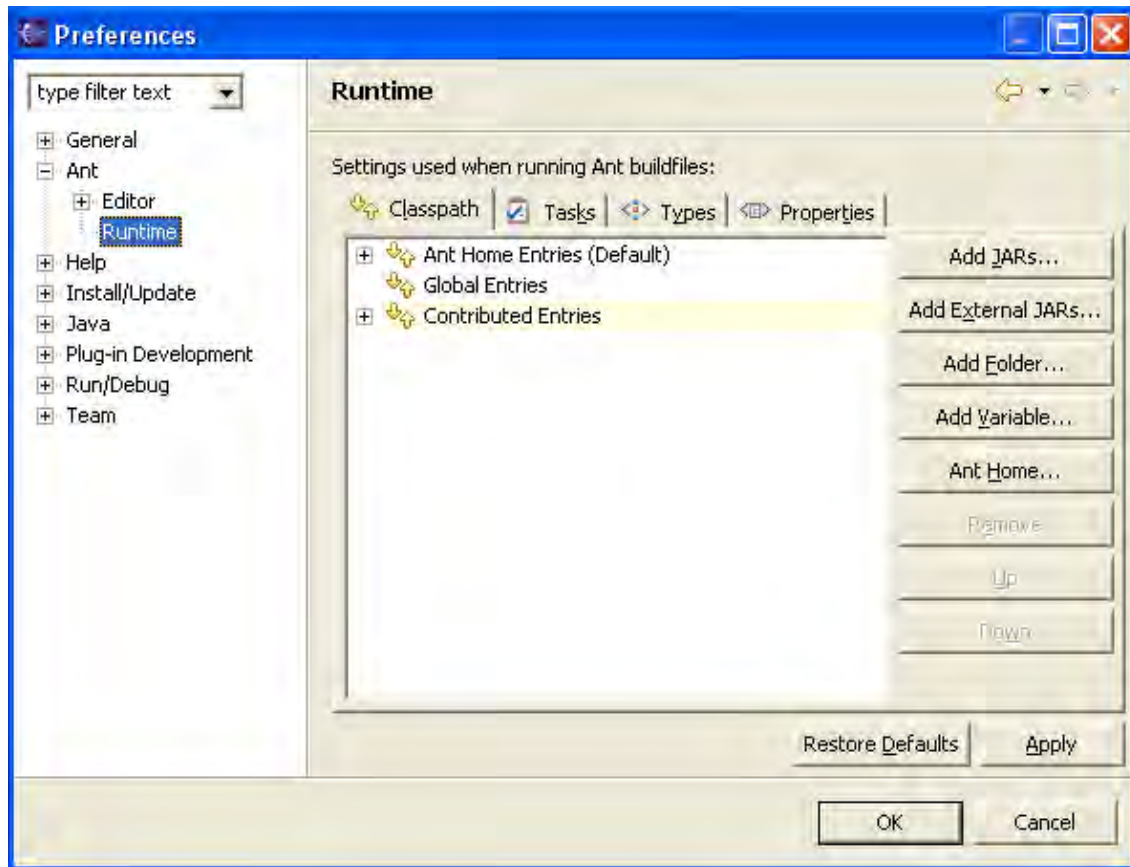 Preferences
type filter text
General
Ant
Editor
Runtime
Help
Install/Update
Java
Plug-in Development
Run/Debug
Team
Runtime
Settings used when running Ant buildfiles:
Classpath Tasks Types Properties
Ant Home Entries (Default)
Global Entries
Contributed Entries
Add JARs...
Add External JARs...
Add Folder...
Add Variable...
Ant Home...
Remove
Up
Down
Restore Defaults Apply
OK Cancel